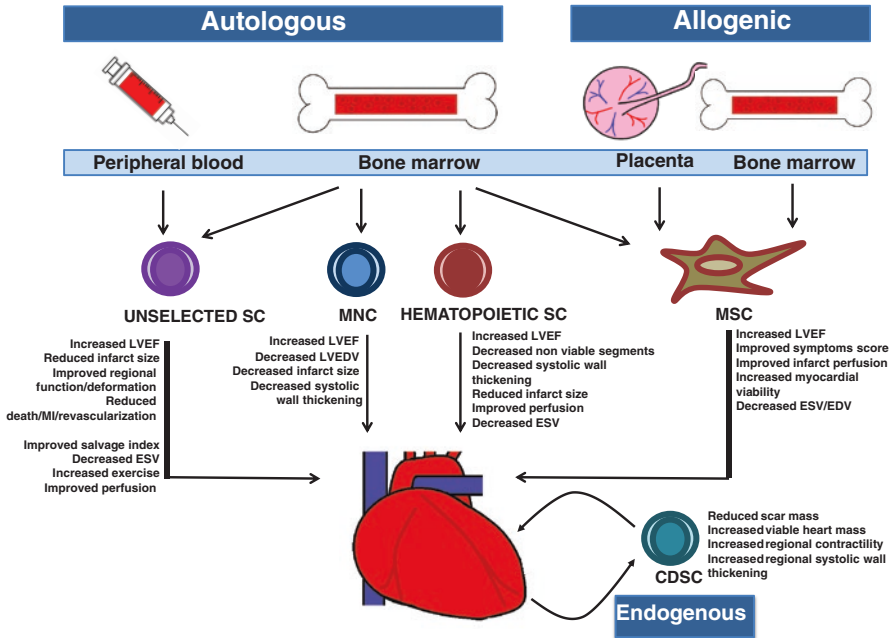 Autologous
Allogenic
Peripheral blood
Bone marrow
Placenta
Bone marrow
UNSELECTED SC
MNC
HEMATOPOIETIC SC
MSC
Increased LVEF
Reduced infarct size
Improved regional
function/deformation
Reduced
death/MI/revascularization
Improved salvage index
Decreased ESV
Increased exercise
Improved perfusion
Increased LVEF
Decreased LVEDV
Decreased infarct size
Decreased systolic
wall thickening
Increased LVEF
Decreased non viable segments
Decreased systolic wall
thickening
Reduced infarct size
Improved perfusion
Decreased ESV
Increased LVEF
Improved symptoms score
Improved infarct perfusion
Increased myocardial
viability
Decreased ESV/EDV
CDSC
Reduced scar mass
Increased viable heart mass
Increased regional contractility
Increased regional systolic wall
thickening
Endogenous